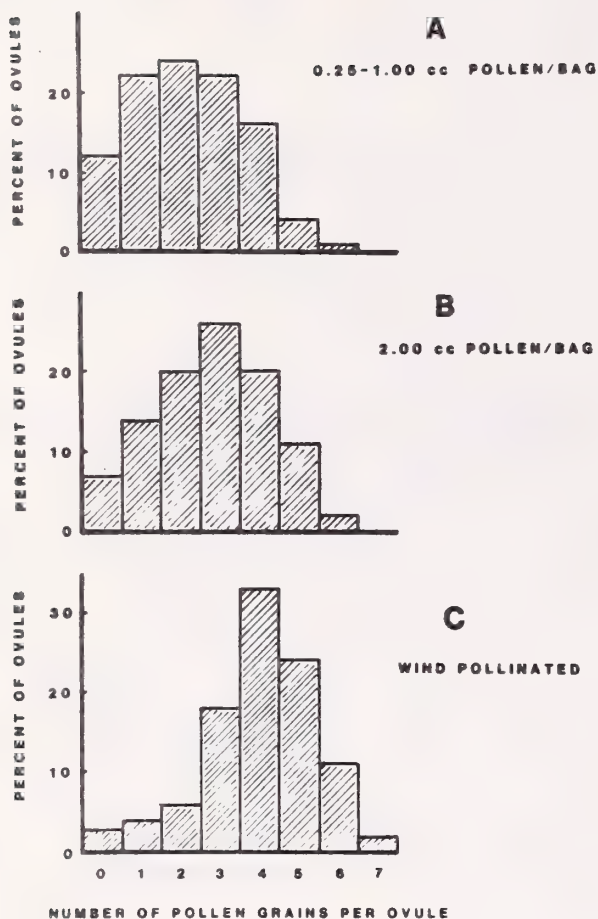 A
0.25-1.00 cc POLLEN/BAG
PERCENT OF OVULES
20
10
0
B
2.00 cc POLLEN/BAG
PERCENT OF OVULES
20
10
0
C
WIND POLLINATED
PERCENT OF OVULES
30
20
10
0
0 1 2 3 4 5 6 7
NUMBER OF POLLEN GRAINS PER OVULE